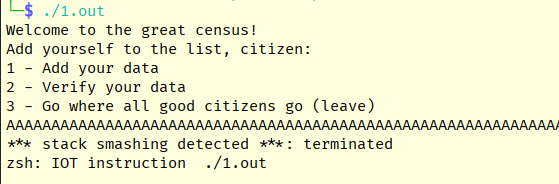 └─$ ./1.out
Welcome to the great census!
Add yourself to the list, citizen:
1 - Add your data
2 - Verify your data
3 - Go where all good citizens go (leave)
AAAAAAAAAAAAAAAAAAAAAAAAAAAAAAAAAAAAAAAAAAAAAAAAAAAAAAAAAAAAAA
*** stack smashing detected ***: terminated
zsh: IOT instruction  ./1.out